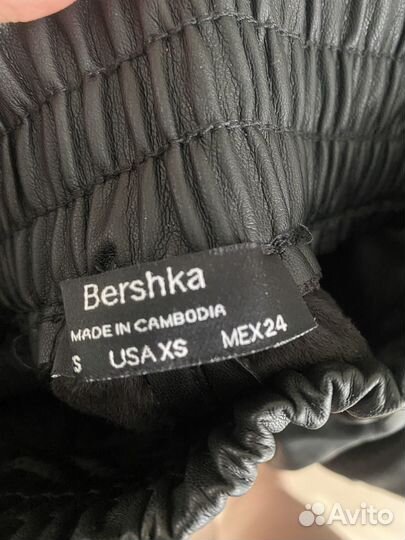 Bershka
MADE IN CAMBODIA
S USA XS MEX24
Avito